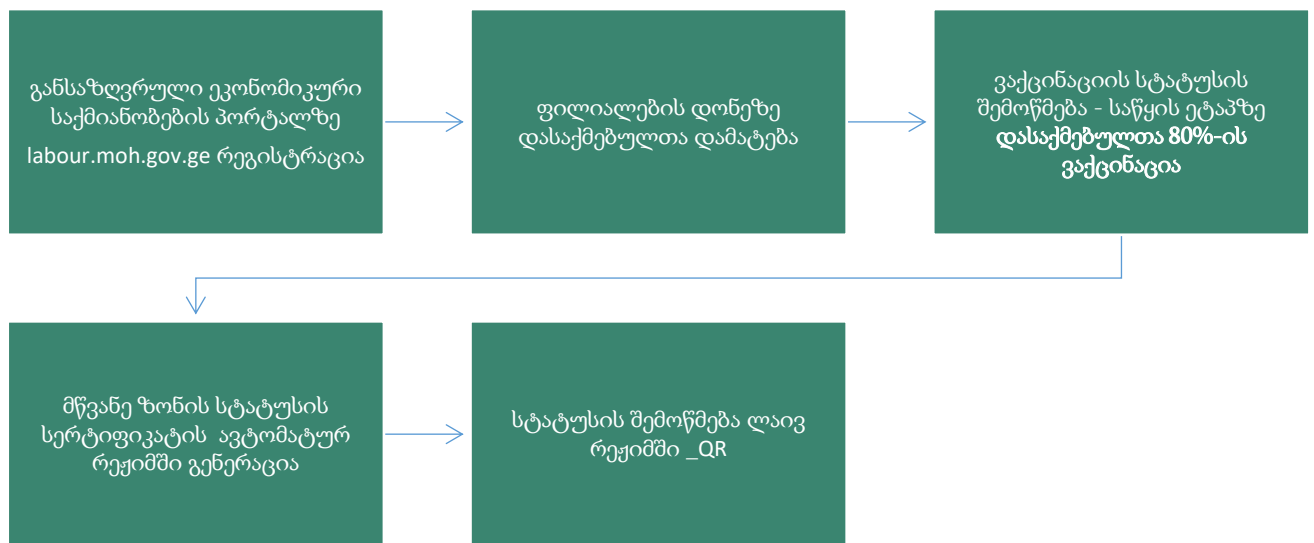 განსაზღვრული ეკონომიკური
საქმიანობების პორტალზე
labour.moh.gov.ge რეგისტრაცია
ფილიალების დონეზე
დასაქმებულთა დამატება
ვაქცინაციის სტატუსის
შემოწმება - საწყის ეტაპზე
დასაქმებულთა 80%-ის
ვაქცინაცია
მწვანე ზონის სტატუსის
სერტიფიკატის ავტომატურ
რეჟიმში გენერაცია
სტატუსის შემოწმება ლაივ
რეჟიმში _QR